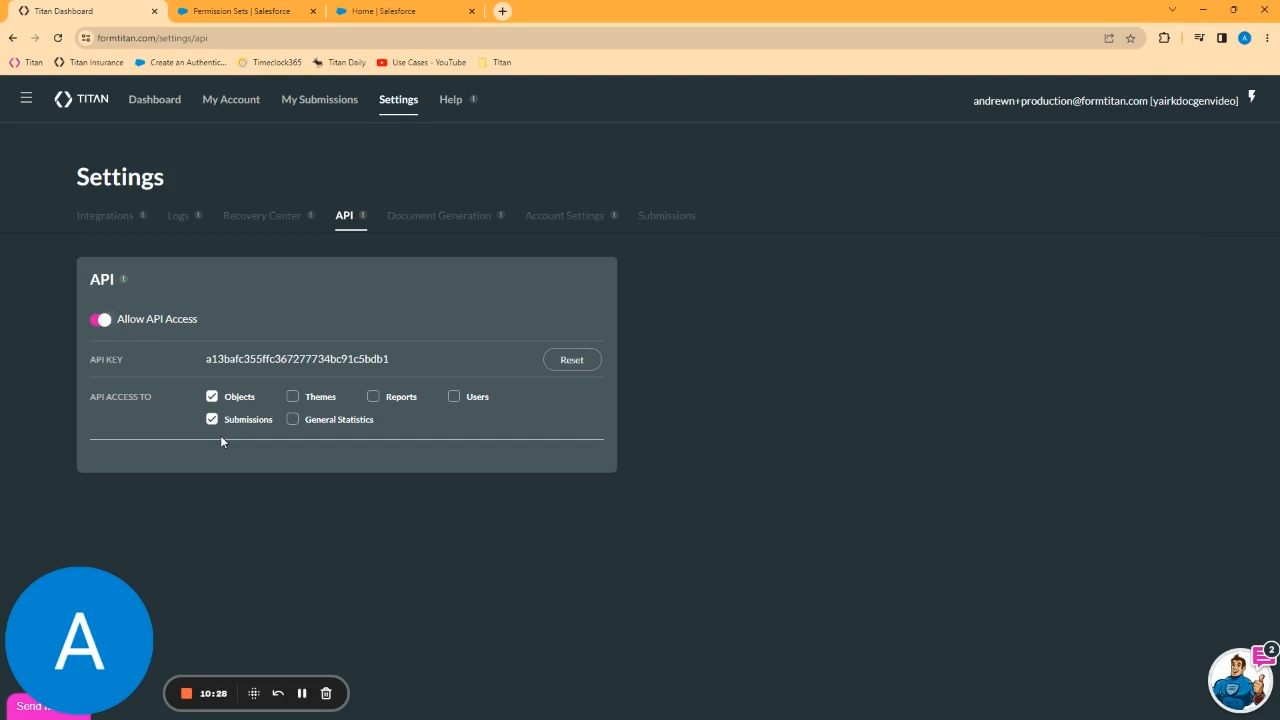 Titan Dashboard
Permission Sets | Salesforce
Home | Salesforce
formtitan.com/settings/api
Titan
Titan Insurance
Create an Authentic...
Timeclock365
Titan Daily
Use Cases - YouTube
Titan
TITAN
Dashboard
My Account
My Submissions
Settings
Help
andrewn+production@formtitan.com [yairkdocgenvideo]
Settings
Integrations
Logs
Recovery Center
API
Document Generation
Account Settings
Submissions
API
Allow API Access
API KEY
a13bafc355ffc367277734bc91c5bdb1
Reset
API ACCESS TO
Objects
Themes
Reports
Users
Submissions
General Statistics
A
A
2
Send
10:28